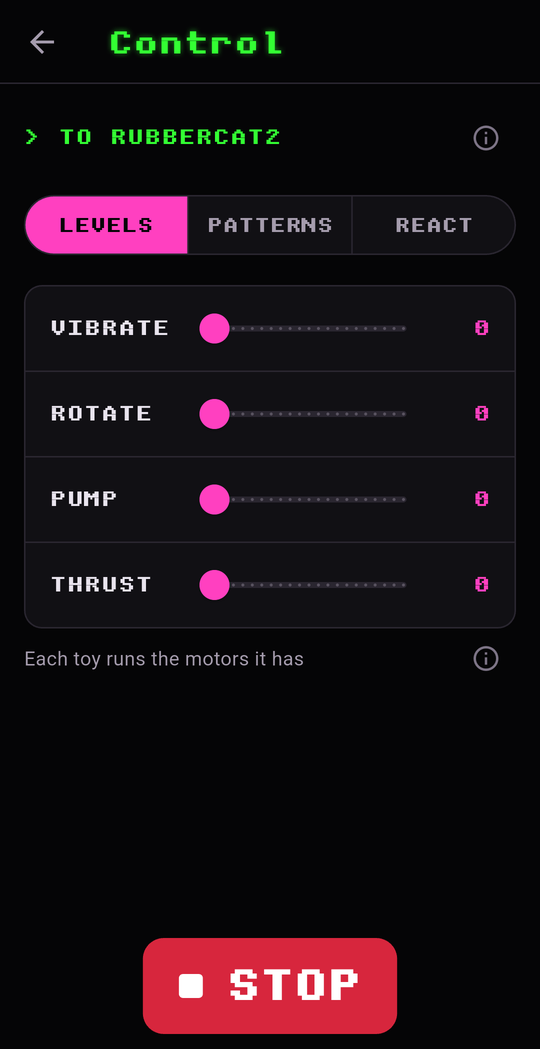 Control
> TO RUBBERCAT2
LEVELS PATTERNS REACT
VIBRATE 0
ROTATE 0
PUMP 0
THRUST 0
Each toy runs the motors it has
STOP